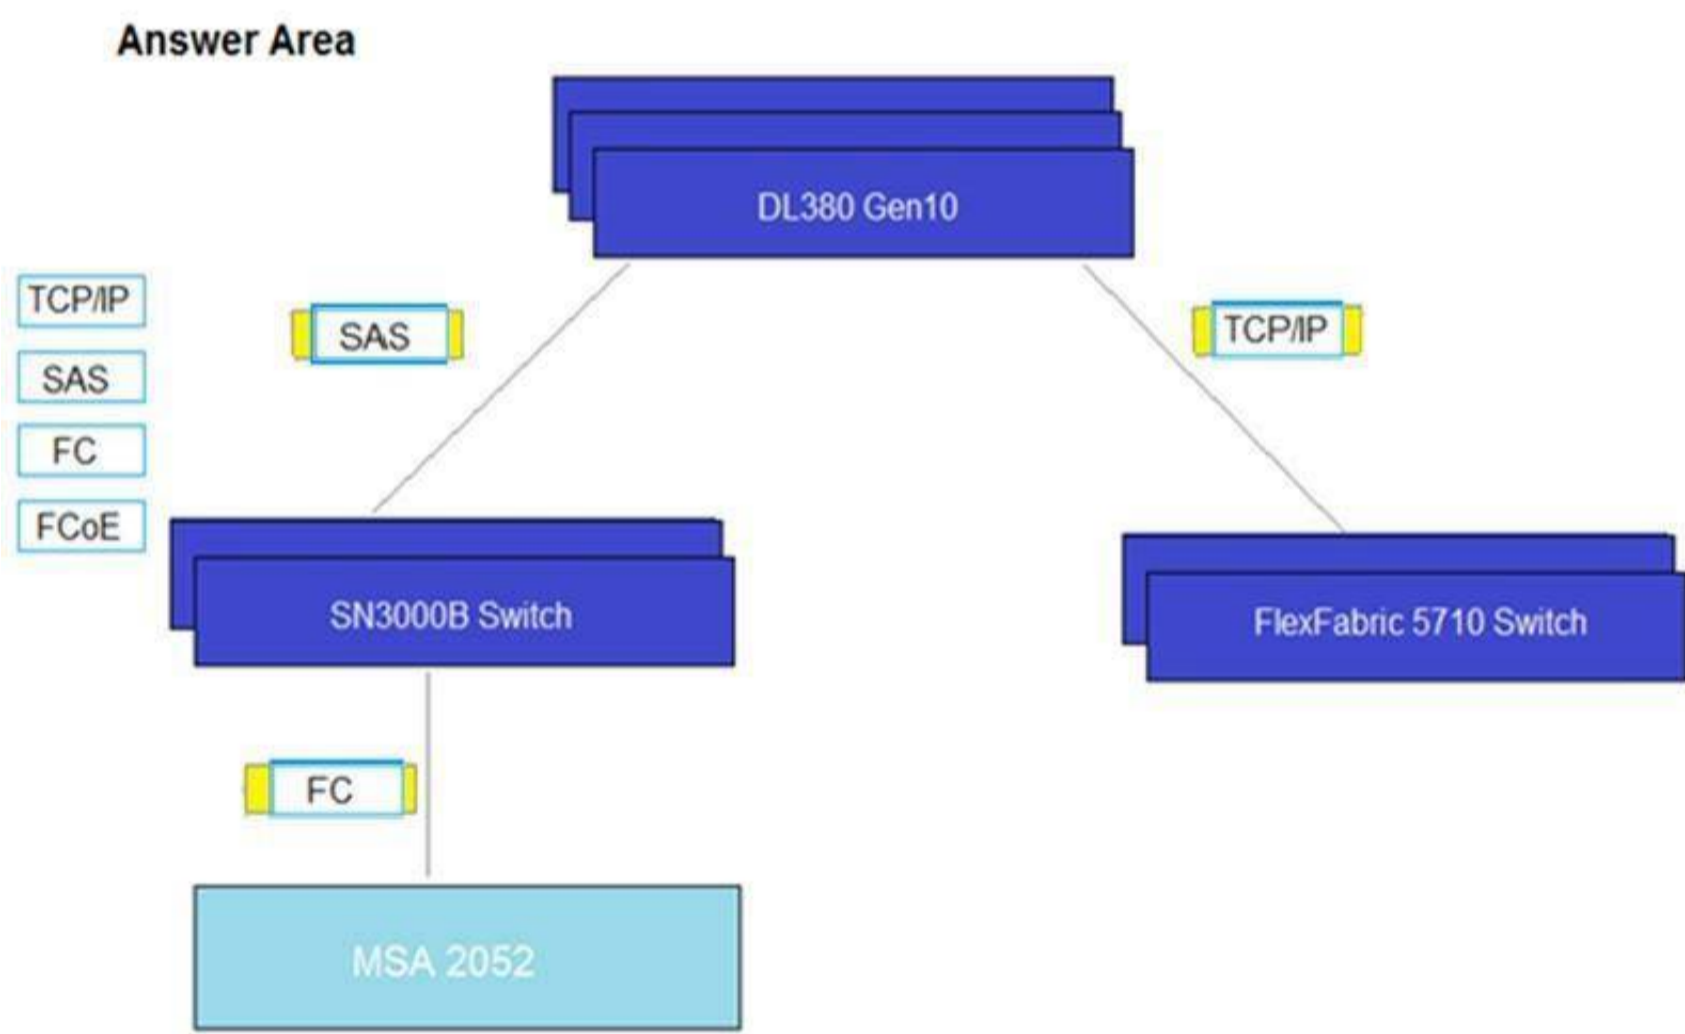 Answer Area
DL380 Gen10
TCP/IP
SAS
FC
FCoE
SAS
TCP/IP
SN3000B Switch
FlexFabric 5710 Switch
FC
MSA 2052